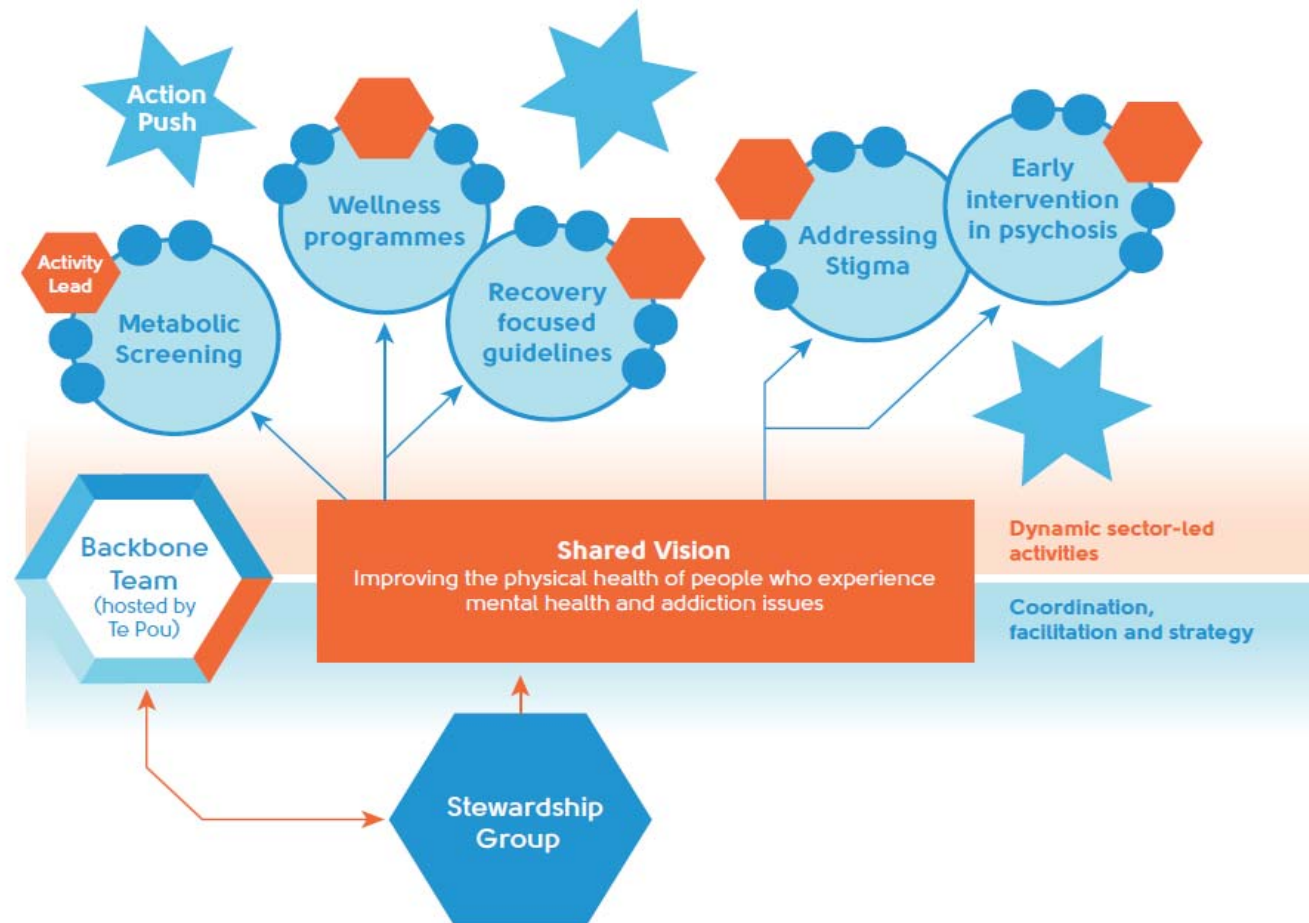 Action
Push
Wellness
programmes
Early
intervention
in psychosis
Addressing
Stigma
Activity
Lead
Metabolic
Screening
Recovery
focused
guidelines
Backbone
Team
(hosted by
Te Pou)
Shared Vision
Improving the physical health of people who experience
mental health and addiction issues
Dynamic sector-led
activities
Coordination,
facilitation and strategy
Stewardship
Group